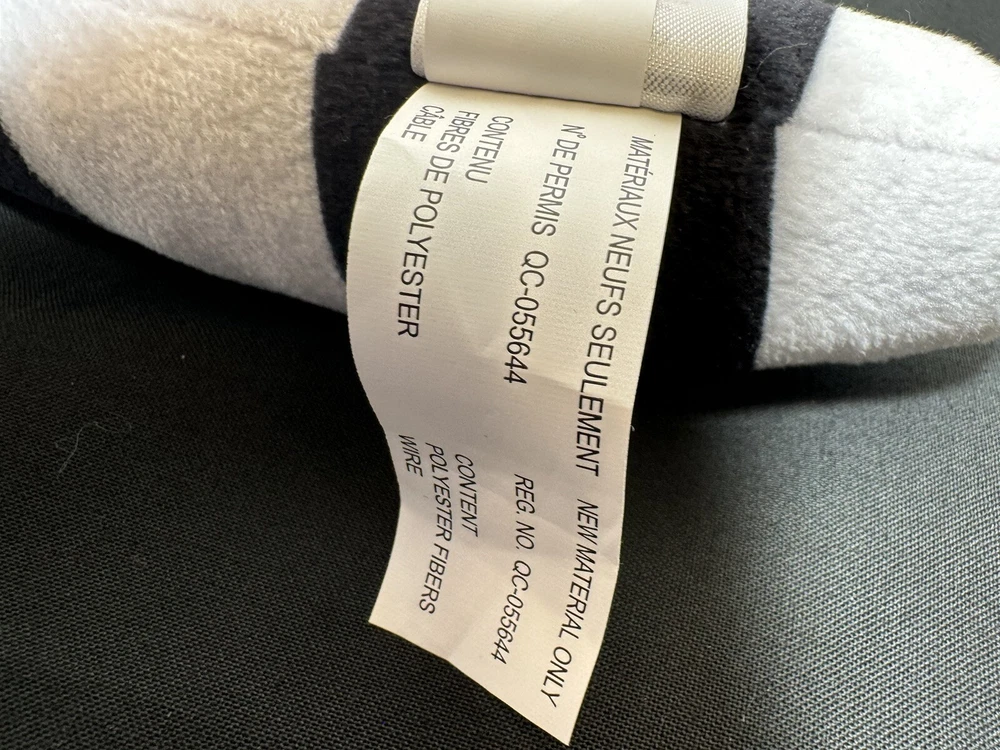 MATÉRIAUX NEUFS SEULEMENT
N° DE PERMIS QC-055644
CONTENU
FIBRES DE POLYESTER
CÂBLE
NEW MATERIAL ONLY
REG. NO. QC-055644
CONTENT
POLYESTER FIBERS
WIRE